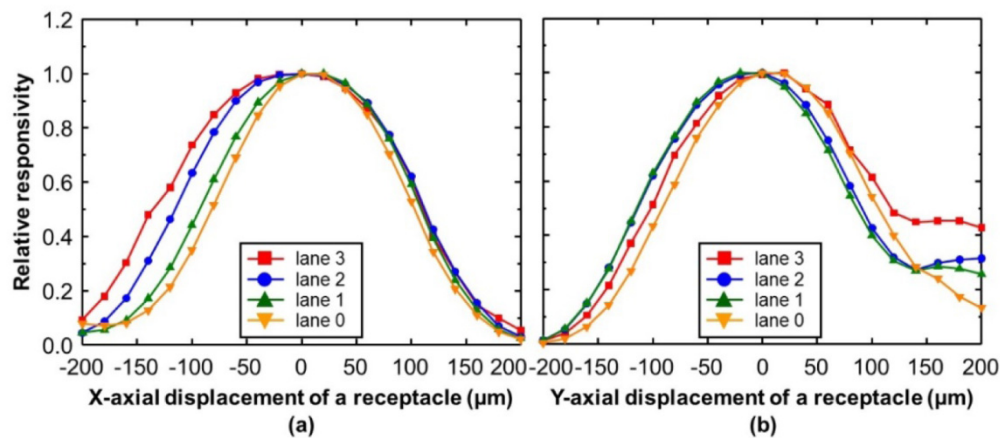 Relative responsivity
1.2
1.0
0.8
0.6
0.4
0.2
0.0
lane 3
lane 2
lane 1
lane 0
-200 -150 -100 -50 0 50 100 150 200
X-axial displacement of a receptacle (μm)
(a)
lane 3
lane 2
lane 1
lane 0
-200 -150 -100 -50 0 50 100 150 200
Y-axial displacement of a receptacle (μm)
(b)